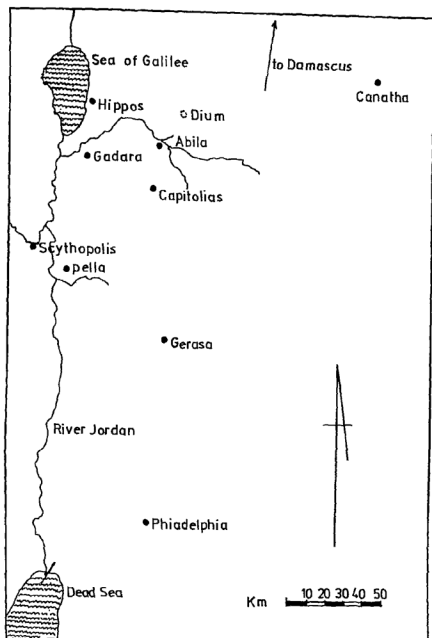 Sea of Galilee
to Damascus
Canatha
Hippos
Dium
Abila
Gadara
Capitolias
Scythopolis
pella
Gerasa
River Jordan
Phiadelphia
Dead Sea
Km 10 20 30 40 50